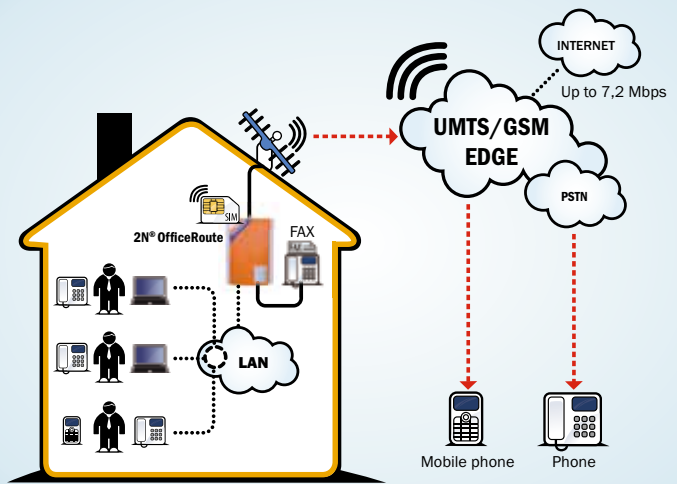 INTERNET
Up to 7,2 Mbps
UMTS/GSM
EDGE
PSTN
SIM
2N® OfficeRoute
FAX
LAN
Mobile phone
Phone